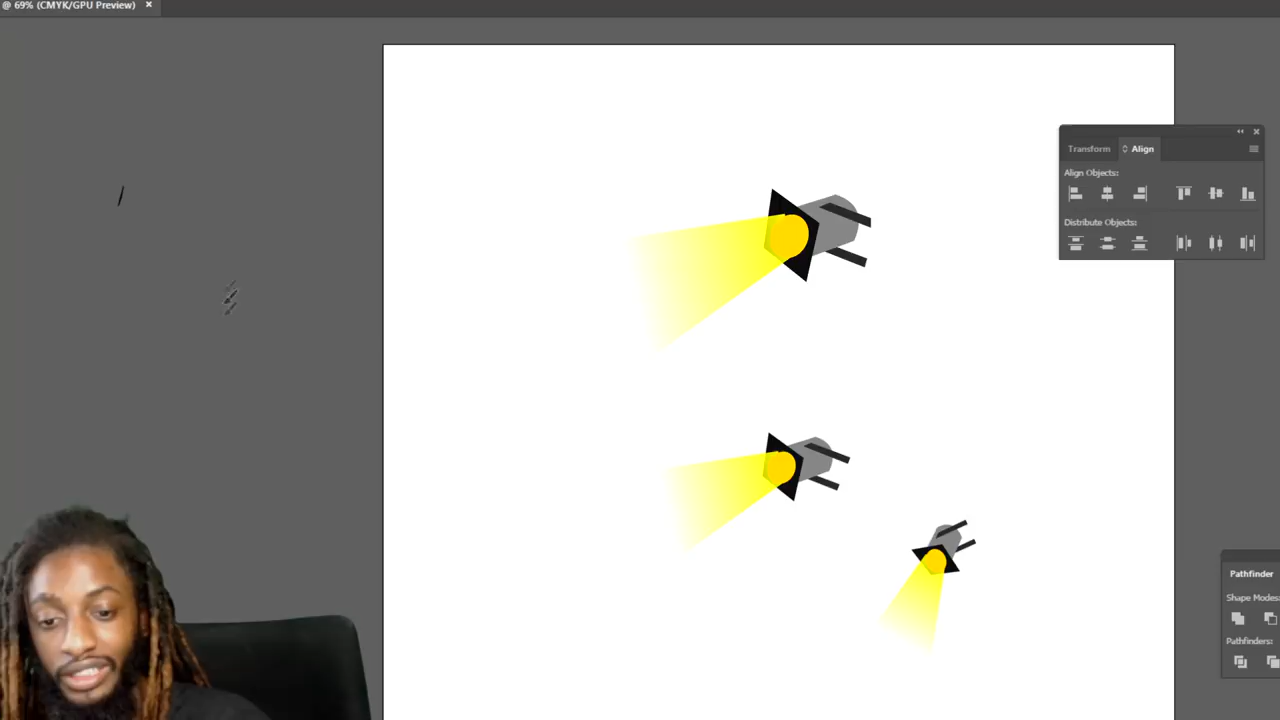 @ 69% (CMYK/GPU Preview) ×
Transform Align
Align Objects:
Distribute Objects:
Pathfinder
Shape Modes:
Pathfinders: